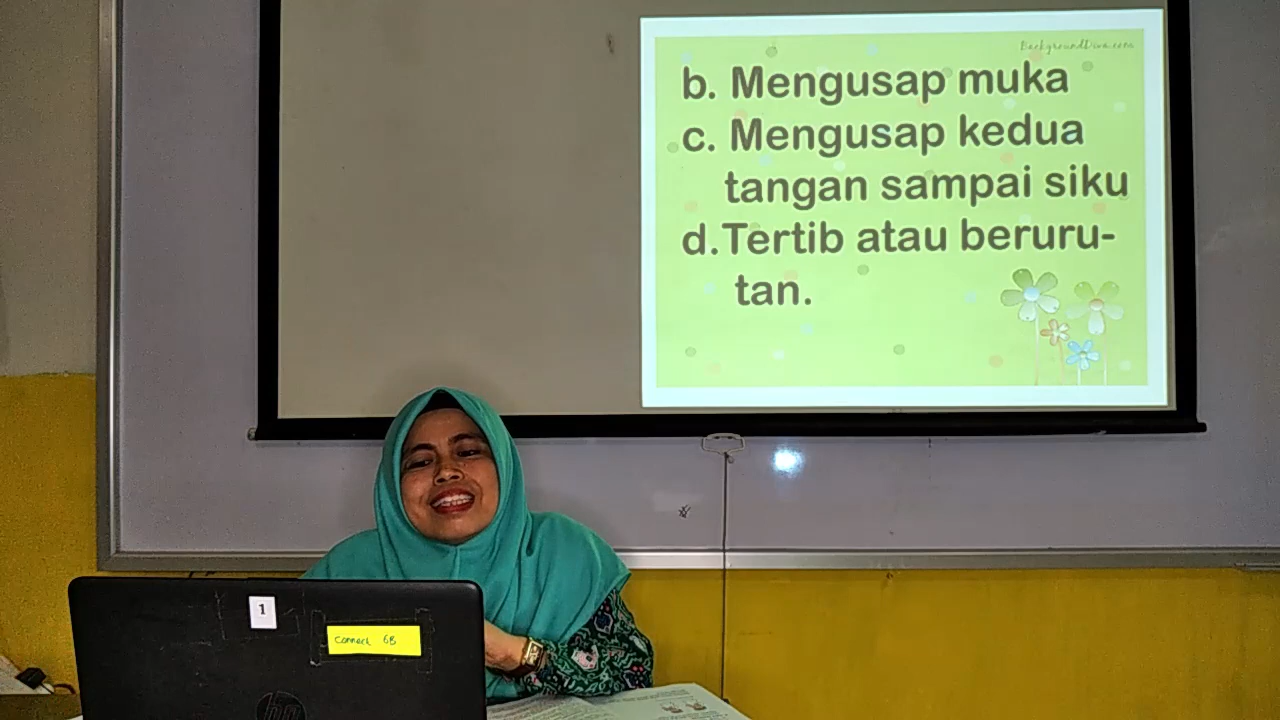 BackgroundDiva.com
b. Mengusap muka
c. Mengusap kedua
tangan sampai siku
d. Tertib atau beruru-
tan.
1
Connect 6B
hp